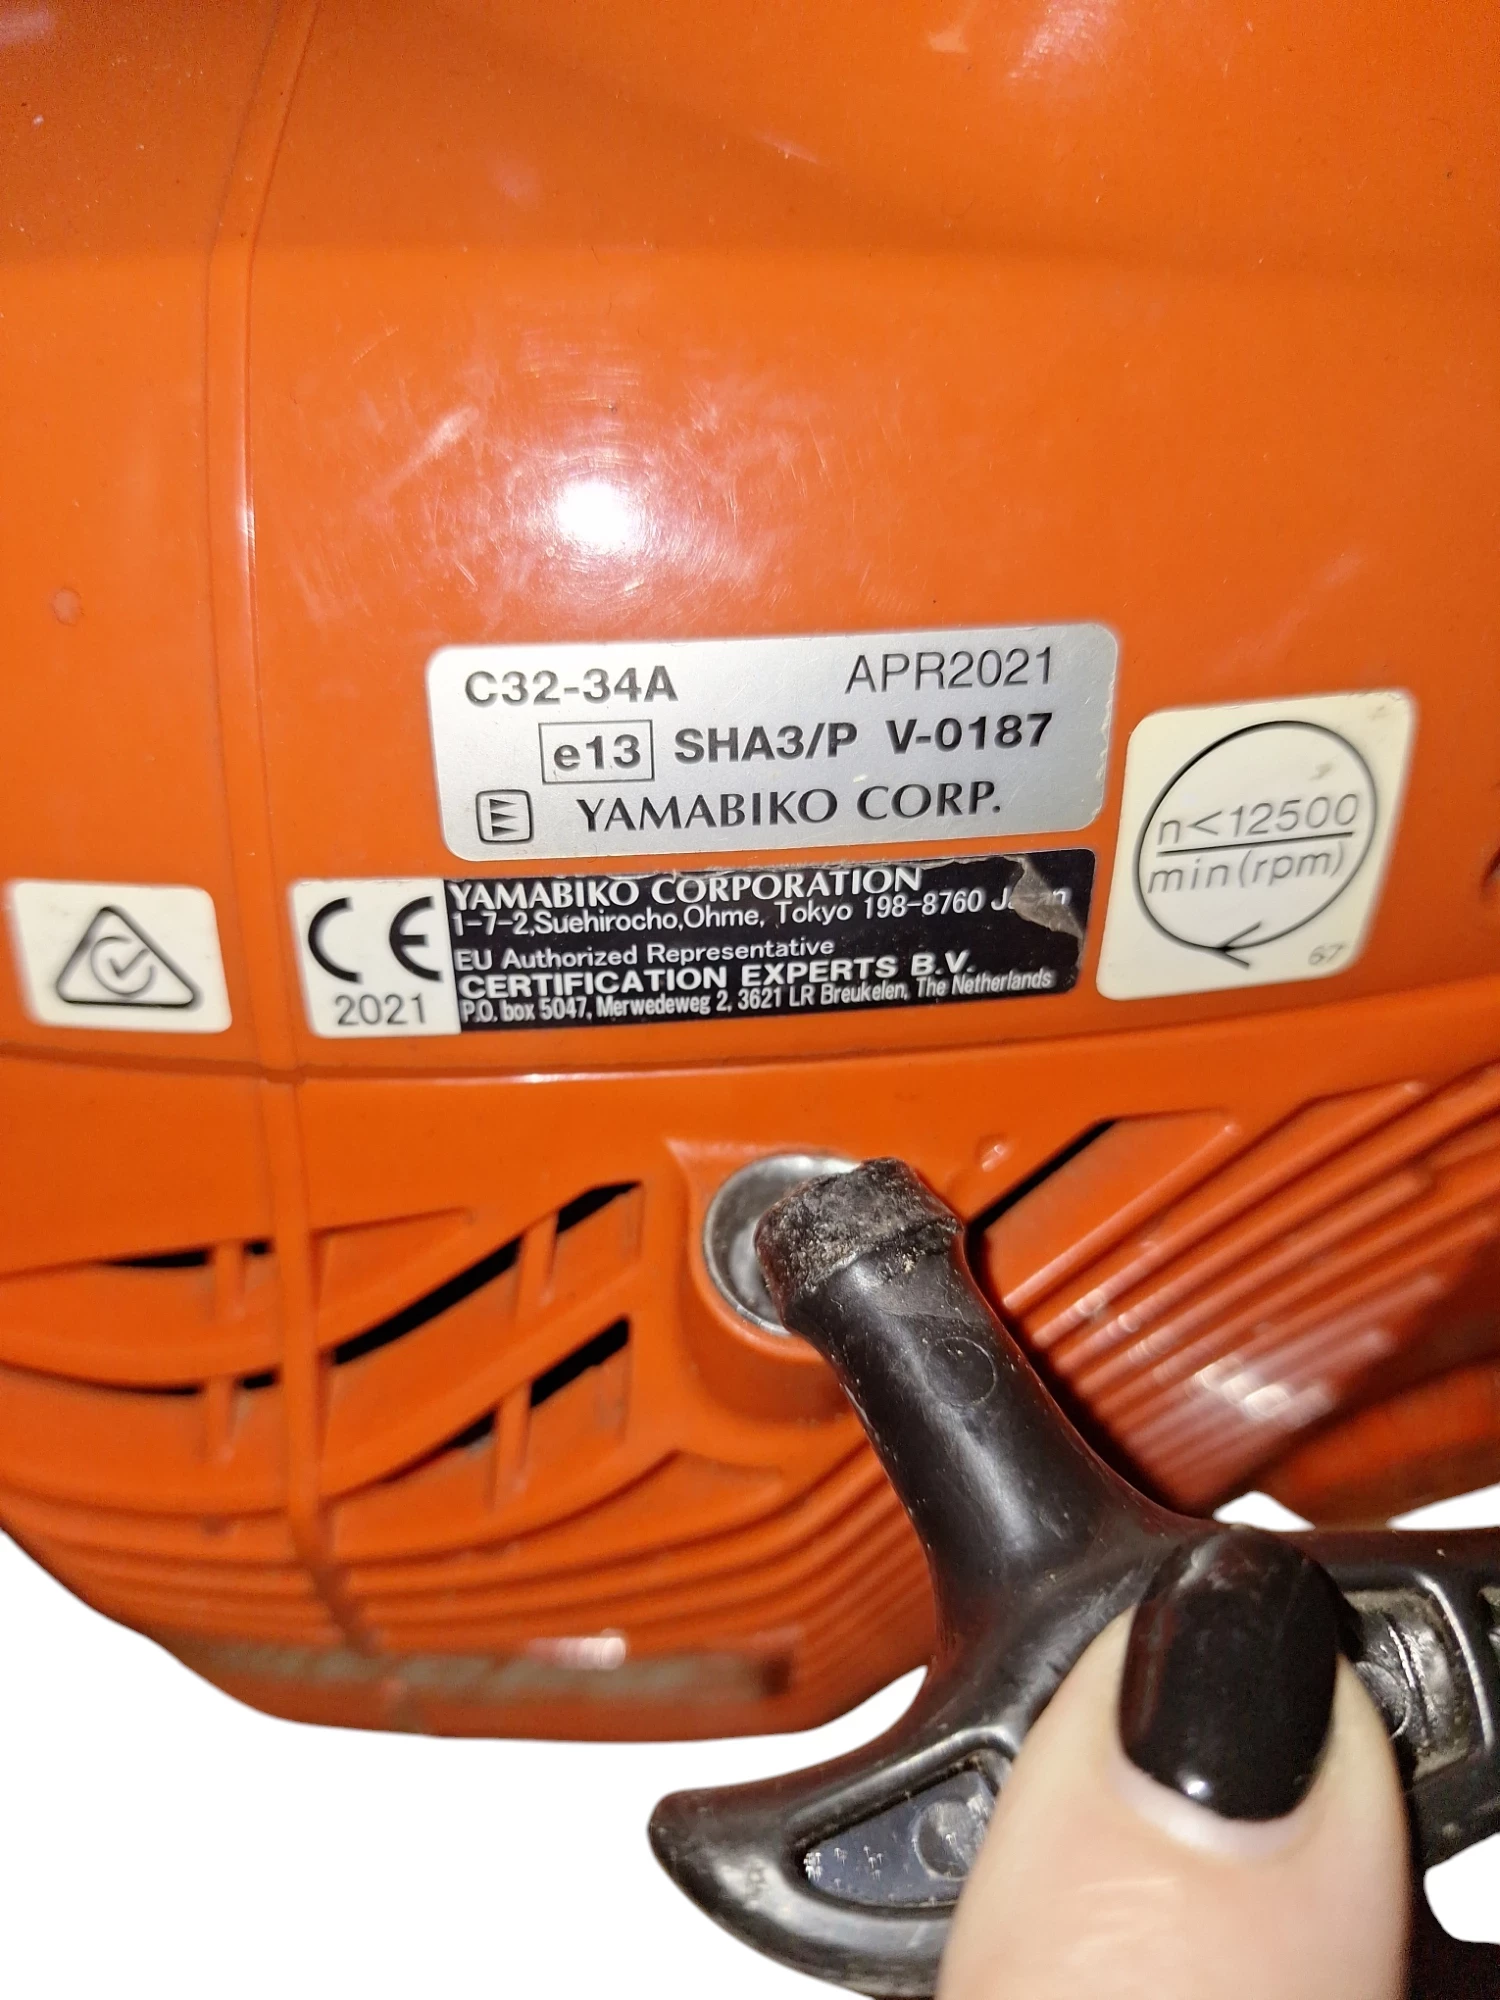 C32-34A APR2021
e13 SHA3/P V-0187
YAMABIKO CORP.
CE
2021
YAMABIKO CORPORATION
1-7-2,Suehirocho,Ohme, Tokyo 198-8760
EU Authorized Representative
CERTIFICATION EXPERTS B.V.
P.O. box 5047, Merwedeweg 2, 3621 LR Breukelen, The Netherlands
n<12500
min(rpm)
67